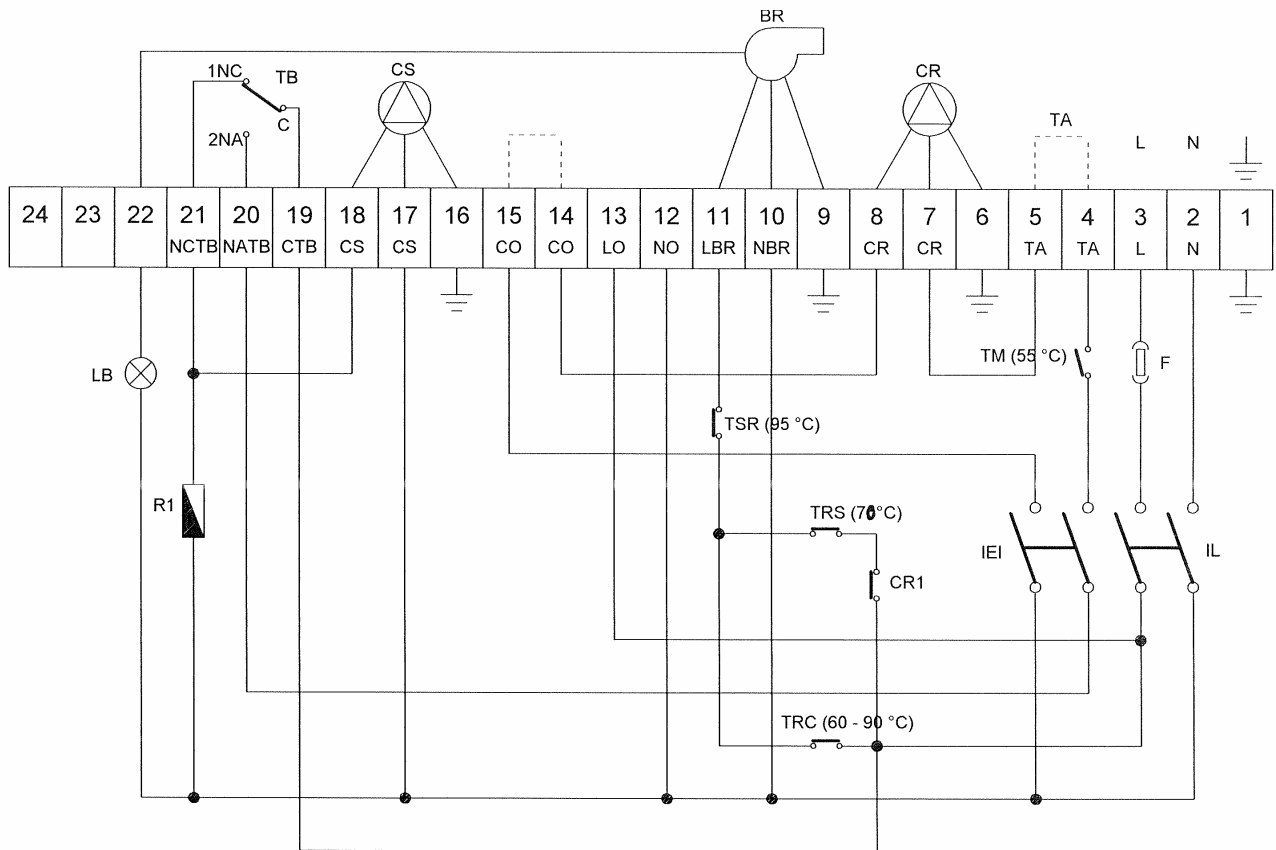 BR
1NC
TB
CS
CR
C
2NA
TA
L
N
24
23
22
21
20
19
18
17
16
15
14
13
12
11
10
9
8
7
6
5
4
3
2
1
NCTB
NATB
CTB
CS
CS
CO
CO
LO
NO
LBR
NBR
CR
CR
TA
TA
L
N
LB
TM (55 °C)
F
TSR (95 °C)
R1
TRS (70°C)
IEI
IL
CR1
TRC (60 - 90 °C)